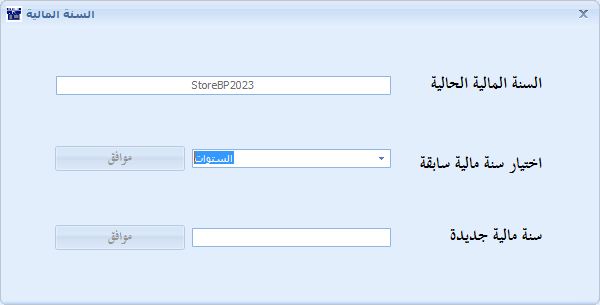 السنة المالية
السنة المالية الحالية
StoreBP2023
اختيار سنة مالية سابقة
السنوات
موافق
سنة مالية جديدة
موافق